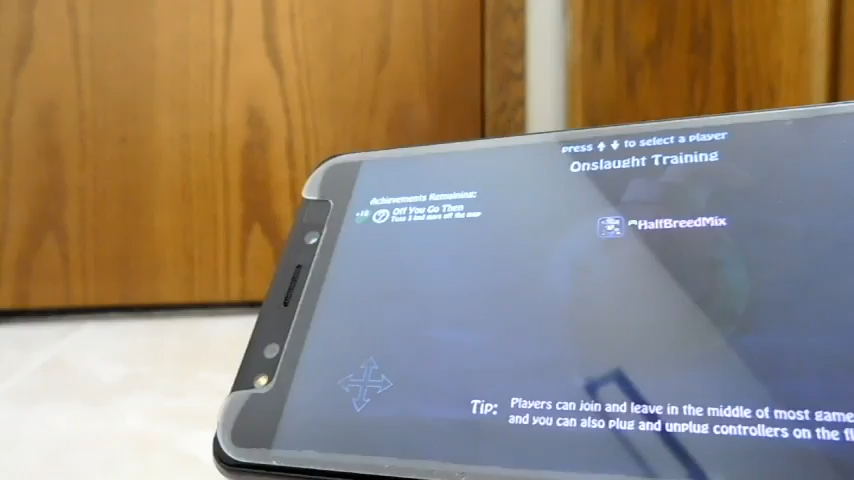 press to select a player
Onslaught Training
Achievements Remaining:
+10
Off You Go Then
HalfBreedMix
Tip: Players can join and leave in the middle of most game
and you can also plug and unplug controllers on the fl